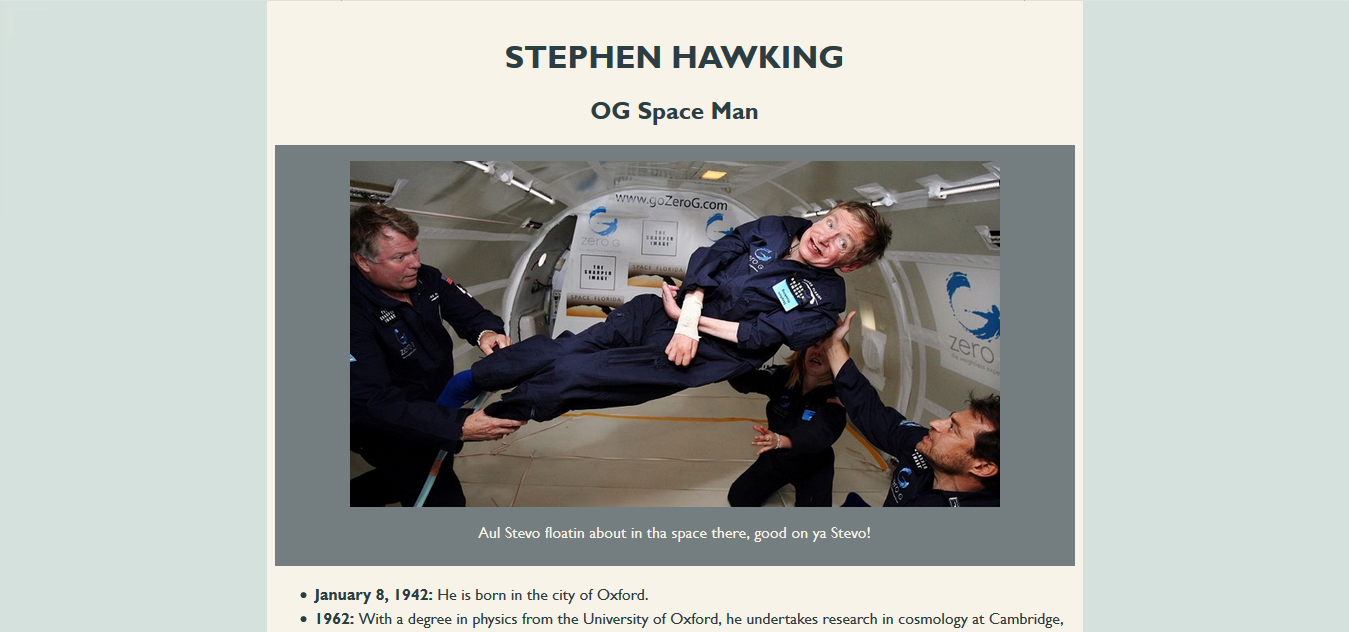 STEPHEN HAWKING
OG Space Man
www.goZeroG.com
zero G
THE
SHARPER
IMAGE
SPACE FLORIDA
THE
SHARPER
IMAGE
SPACE FLORIDA
zero
Aul Stevo floatin about in tha space there, good on ya Stevo!
• January 8, 1942: He is born in the city of Oxford.
• 1962: With a degree in physics from the University of Oxford, he undertakes research in cosmology at Cambridge,